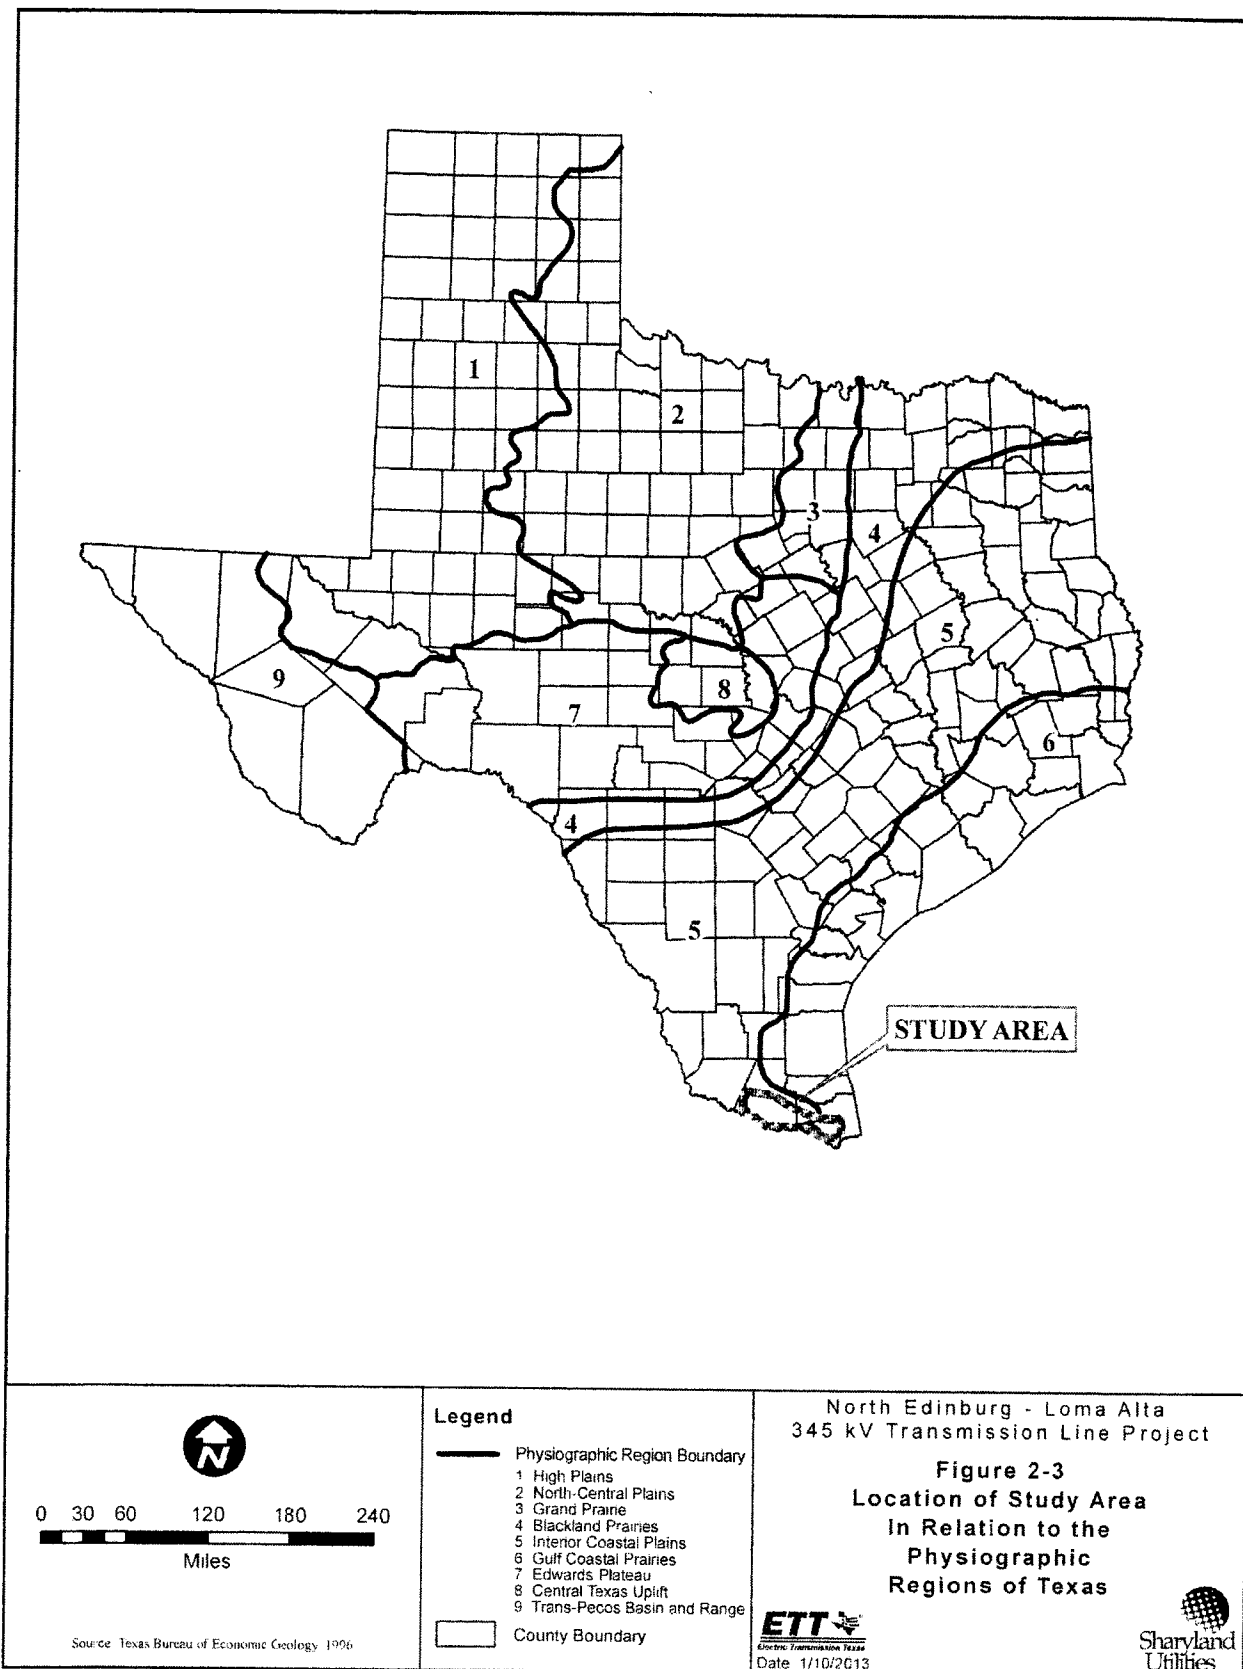 1
2
3
4
5
6
7
8
9
4
5
STUDY AREA
N
0 30 60 120 180 240
Miles
Source Texas Bureau of Economic Geology 1996
Legend
Physiographic Region Boundary
1 High Plains
2 North-Central Plains
3 Grand Prairie
4 Blackland Prairies
5 Interior Coastal Plains
6 Gulf Coastal Prairies
7 Edwards Plateau
8 Central Texas Uplift
9 Trans-Pecos Basin and Range
County Boundary
North Edinburg - Loma Alta
345 kV Transmission Line Project
Figure 2-3
Location of Study Area
in Relation to the
Physiographic
Regions of Texas
ETT
Electric Transmission Texas
Date 1/10/2013
Sharyland
Utilities